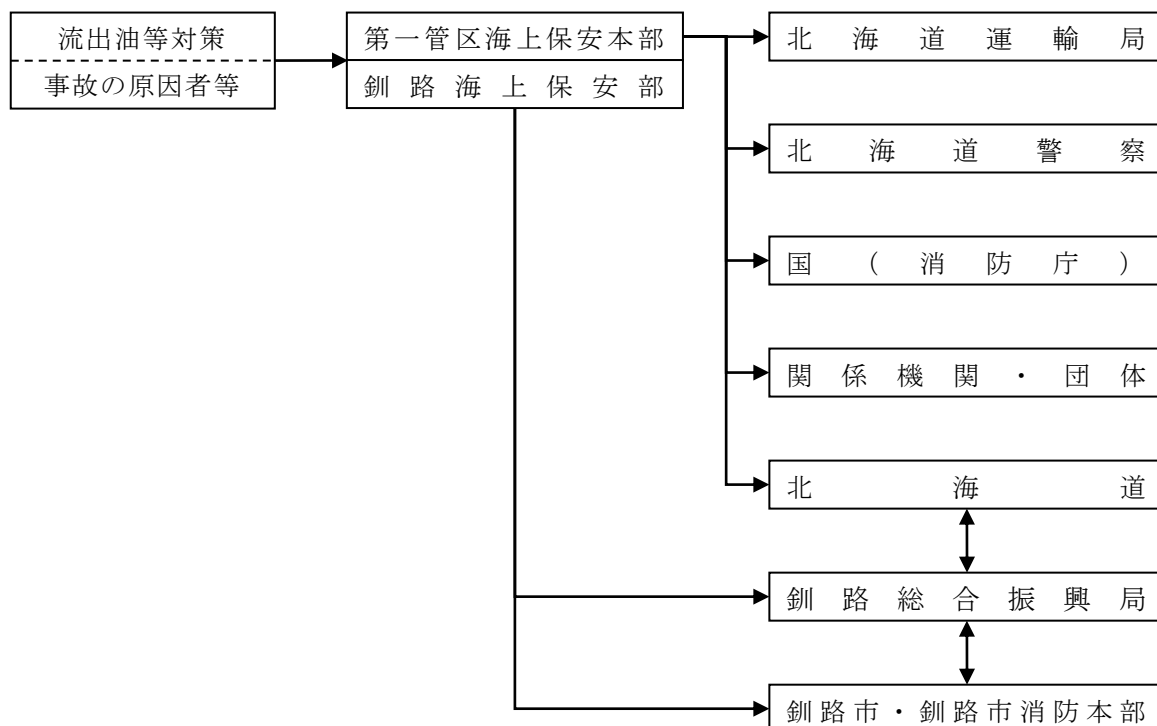 流出油等対策
事故の原因者等
第一管区海上保安本部
釧路海上保安部
北海道運輸局
北海道警察
国(消防庁)
関係機関・団体
北海道
釧路総合振興局
釧路市・釧路市消防本部